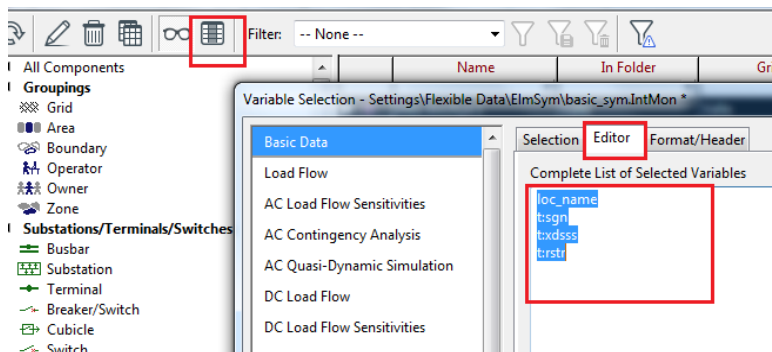 Filter: -- None --
Name In Folder Gri
All Components
Groupings
Grid
Area
Boundary
Operator
Owner
Zone
Substations/Terminals/Switches
Busbar
Substation
Terminal
Breaker/Switch
Cubicle
Switch
Variable Selection - Settings\Flexible Data\ElmSym\basic_sym.IntMon *
Basic Data
Load Flow
AC Load Flow Sensitivities
AC Contingency Analysis
AC Quasi-Dynamic Simulation
DC Load Flow
DC Load Flow Sensitivities
Selection Editor Format/Header
Complete List of Selected Variables
loc_name
t:sgn
t:xdsss
t:rstr